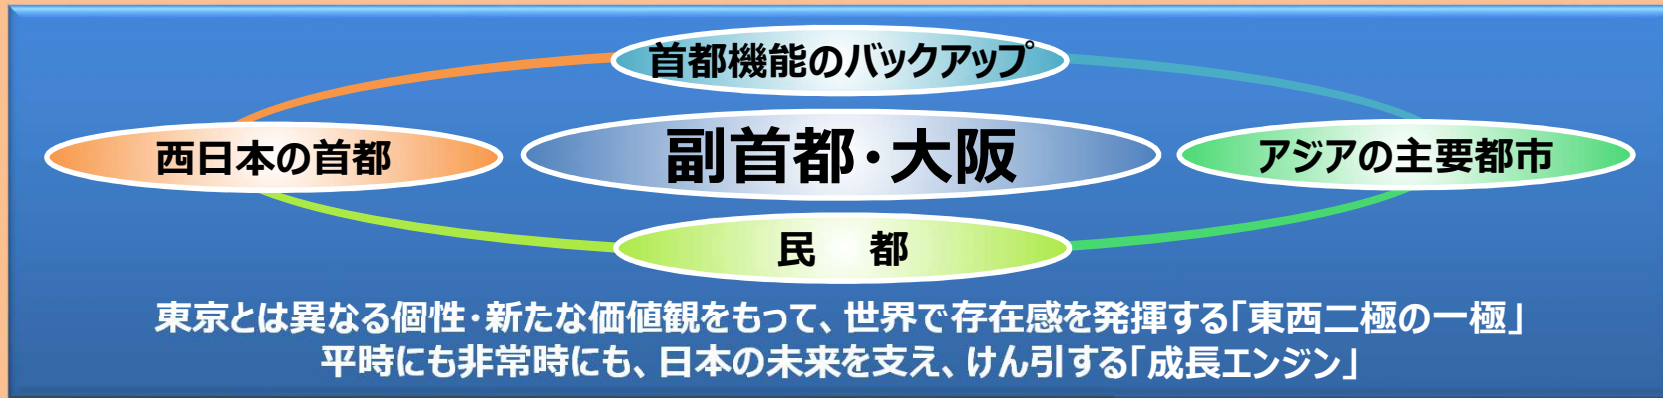 首都機能のバックアップ
西日本の首都
副首都・大阪
アジアの主要都市
民　都
東京とは異なる個性・新たな価値観をもって、世界で存在感を発揮する「東西二極の一極」
平時にも非常時にも、日本の未来を支え、けん引する「成長エンジン」